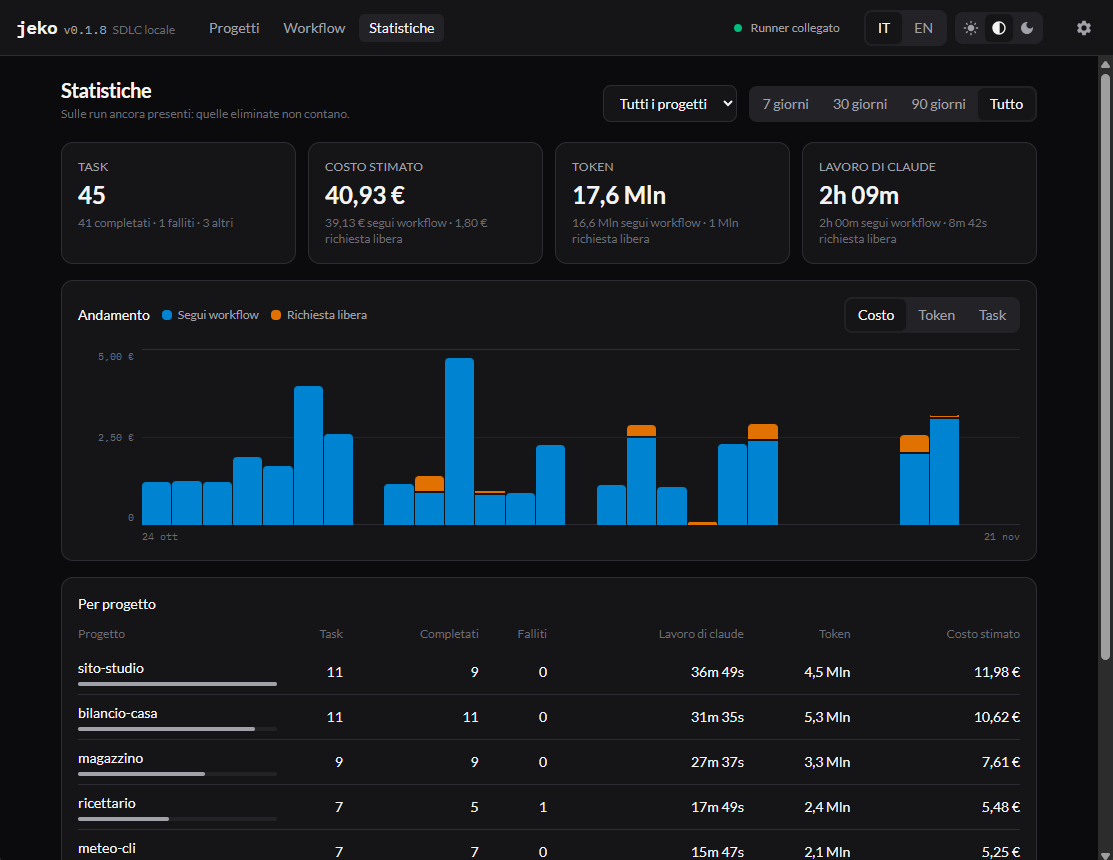 jeko v0.1.8 SDLC locale Progetti Workflow Statistiche Runner collegato IT EN
Statistiche
Sulle run ancora presenti: quelle eliminate non contano.
Tutti i progetti 7 giorni 30 giorni 90 giorni Tutto
TASK
45
41 completati · 1 falliti · 3 altri
COSTO STIMATO
40,93 €
39,13 € segui workflow · 1,80 €
richiesta libera
TOKEN
17,6 Mln
16,6 Mln segui workflow · 1 Mln
richiesta libera
LAVORO DI CLAUDE
2h 09m
2h 00m segui workflow · 8m 42s
richiesta libera
Andamento Segui workflow Richiesta libera Costo Token Task
5,00 €
2,50 €
0
24 ott 21 nov
Per progetto
Progetto Task Completati Falliti Lavoro di claude Token Costo stimato
sito-studio 11 9 0 36m 49s 4,5 Mln 11,98 €
bilancio-casa 11 11 0 31m 35s 5,3 Mln 10,62 €
magazzino 9 9 0 27m 37s 3,3 Mln 7,61 €
ricettario 7 5 1 17m 49s 2,4 Mln 5,48 €
meteo-cli 7 7 0 15m 47s 2,1 Mln 5,25 €